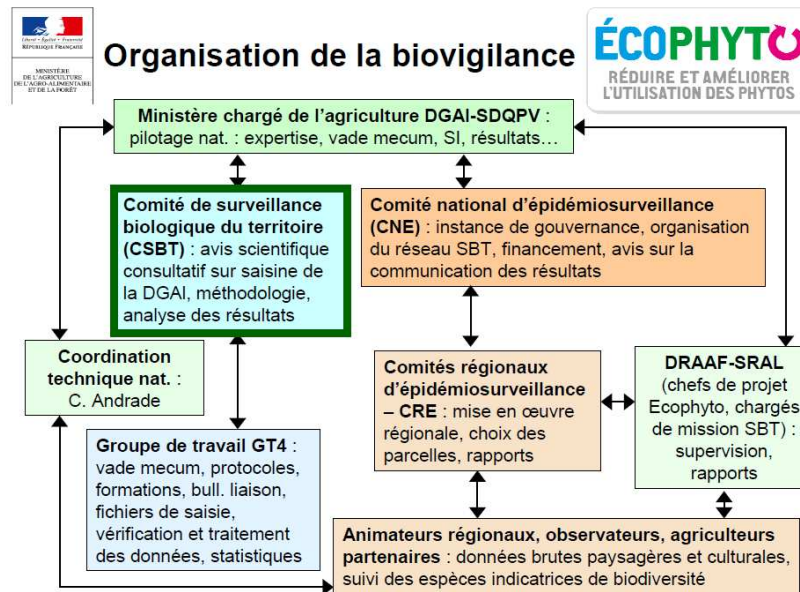 Liberté • Égalité • Fraternité
RÉPUBLIQUE FRANÇAISE
MINISTÈRE
DE L'AGRICULTURE
DE L'AGRO-ALIMENTAIRE
ET DE LA FORÊT
Organisation de la biovigilance
ÉCOPHYTO
RÉDUIRE ET AMÉLIORER
L'UTILISATION DES PHYTOS
Ministère chargé de l'agriculture DGAl-SDQPV :
pilotage nat. : expertise, vade mecum, SI, résultats…
Comité de surveillance
biologique du territoire
(CSBT) : avis scientifique
consultatif sur saisine de
la DGAl, méthodologie,
analyse des résultats
Comité national d'épidémiosurveillance
(CNE) : instance de gouvernance, organisation
du réseau SBT, financement, avis sur la
communication des résultats
Coordination
technique nat. :
C. Andrade
Comités régionaux
d'épidémiosurveillance
– CRE : mise en œuvre
régionale, choix des
parcelles, rapports
DRAAF-SRAL
(chefs de projet
Ecophyto, chargés
de mission SBT) :
supervision,
rapports
Groupe de travail GT4 :
vade mecum, protocoles,
formations, bull. liaison,
fichiers de saisie,
vérification et traitement
des données, statistiques
Animateurs régionaux, observateurs, agriculteurs
partenaires : données brutes paysagères et culturales,
suivi des espèces indicatrices de biodiversité